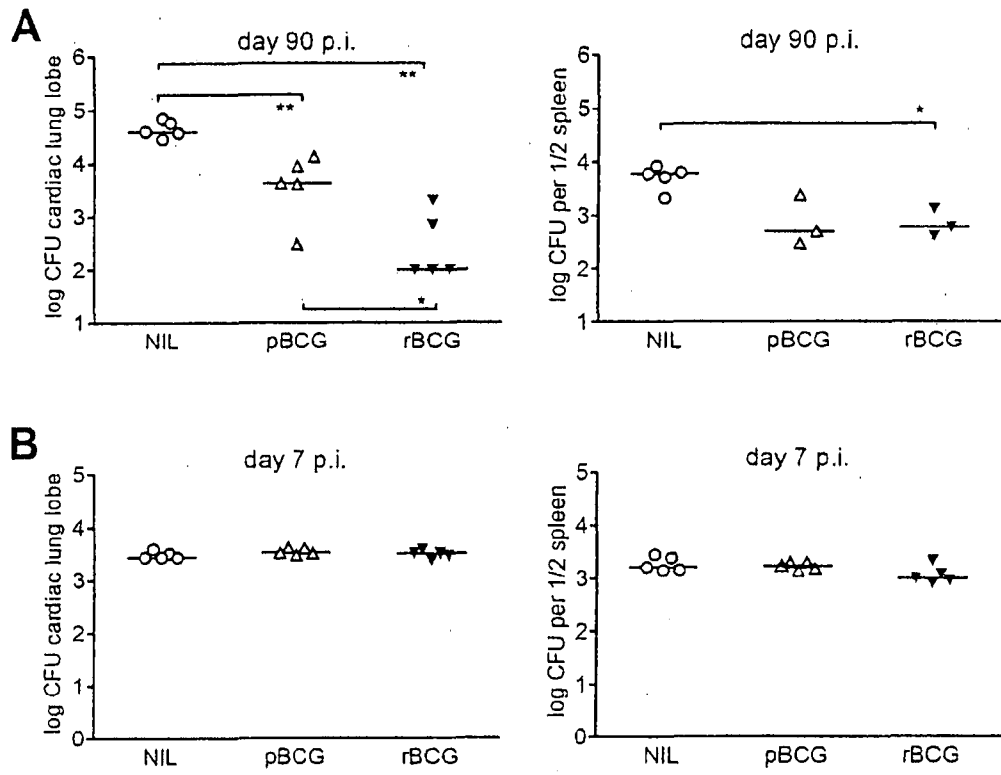 A
day 90 p.i.
log CFU cardiac lung lobe
6
5
4
3
2
1
**
**
*
NIL pBCG rBCG
day 90 p.i.
log CFU per 1/2 spleen
6
5
4
3
2
1
*
NIL pBCG rBCG
B
day 7 p.i.
log CFU cardiac lung lobe
5
4
3
2
1
0
NIL pBCG rBCG
day 7 p.i.
log CFU per 1/2 spleen
5
4
3
2
1
0
NIL pBCG rBCG